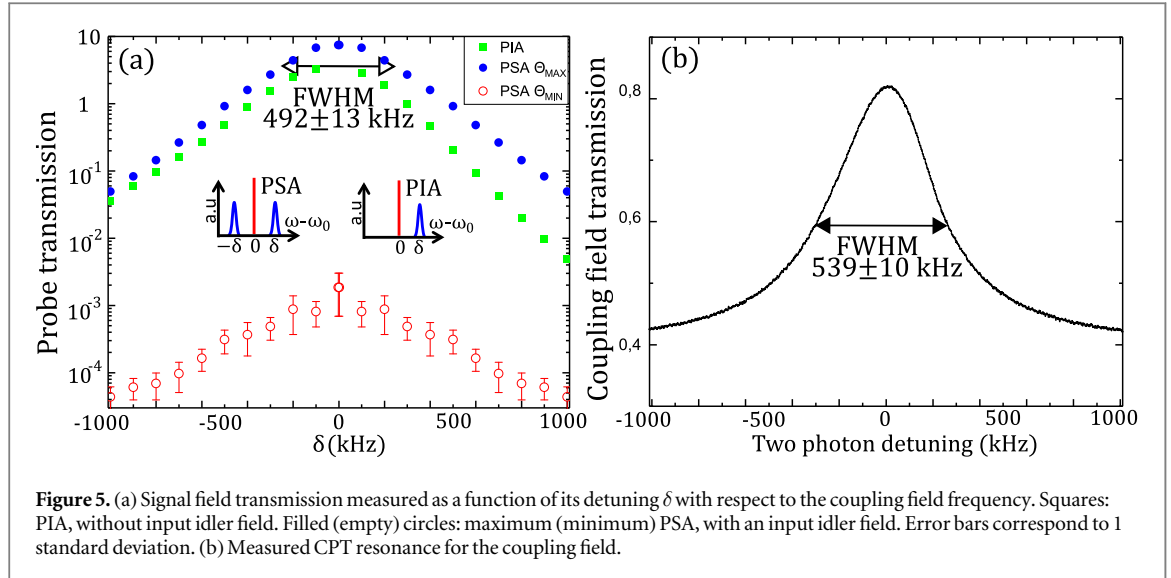 (a)
Probe transmission
10
1
10-1
10-2
10-3
10-4
PIA
PSA ΘMAX
PSA ΘMIN
FWHM
492±13 kHz
a.u
PSA
ω-ω0
−δ 0 δ
a.u
PIA
ω-ω0
0 δ
-1000 -500 0 500 1000
δ(kHz)
(b)
Coupling field transmission
0,8
0,6
0,4
FWHM
539±10 kHz
-1000 -500 0 500 1000
Two photon detuning (kHz)
Figure 5. (a) Signal field transmission measured as a function of its detuning δ with respect to the coupling field frequency. Squares:
PIA, without input idler field. Filled (empty) circles: maximum (minimum) PSA, with an input idler field. Error bars correspond to 1
standard deviation. (b) Measured CPT resonance for the coupling field.